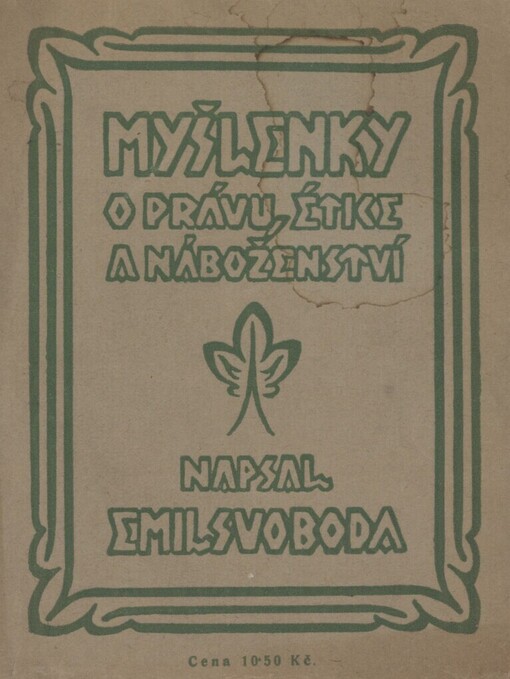 MYŠLENKY
O PRÁVU, ÉTICE
A NÁBOŽENSTVÍ
NAPSAL
EMIL SVOBODA
Cena 10·50 Kč.